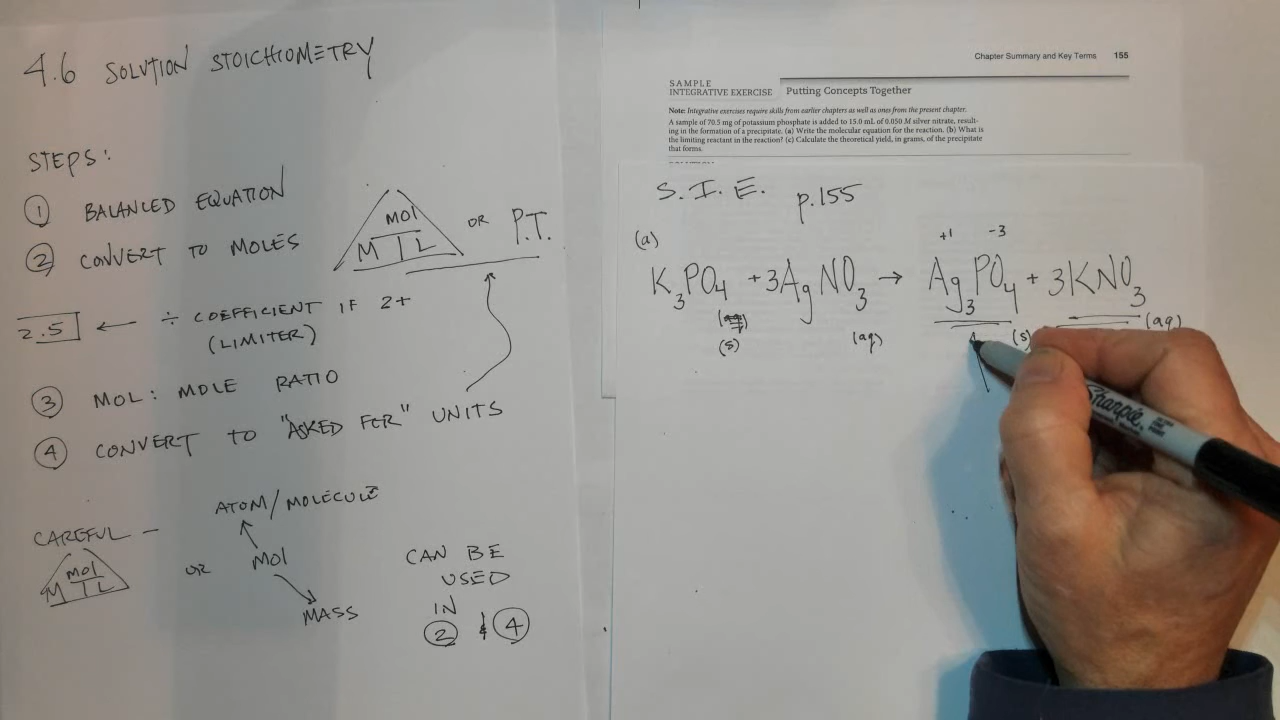 4.6 SOLUTION STOICHIOMETRY
STEPS:
① BALANCED EQUATION
② CONVERT TO MOLES
mol
M L
OR P.T.
2.5 ← ÷ COEFFICIENT IF 2+
(LIMITER)
③ MOL: MOLE RATIO
④ CONVERT TO "ASKED FOR" UNITS
CAREFUL —
mol
M L
OR
ATOM/MOLECULE
Mol
MASS
CAN BE
USED
IN
② & ④
Chapter Summary and Key Terms 155
SAMPLE
INTEGRATIVE EXERCISE Putting Concepts Together
Note: Integrative exercises require skills from earlier chapters as well as ones from the present chapter.
A sample of 70.5 mg of potassium phosphate is added to 15.0 mL of 0.050 M silver nitrate, result-
ing in the formation of a precipitate. (a) Write the molecular equation for the reaction. (b) What is
the limiting reactant in the reaction? (c) Calculate the theoretical yield, in grams, of the precipitate
that forms.
S.I.E. p.155
(a)
+1 -3
K₃PO₄ + 3AgNO₃ → Ag₃PO₄ + 3KNO₃
(s) (aq) (s) (aq)
Sharpie